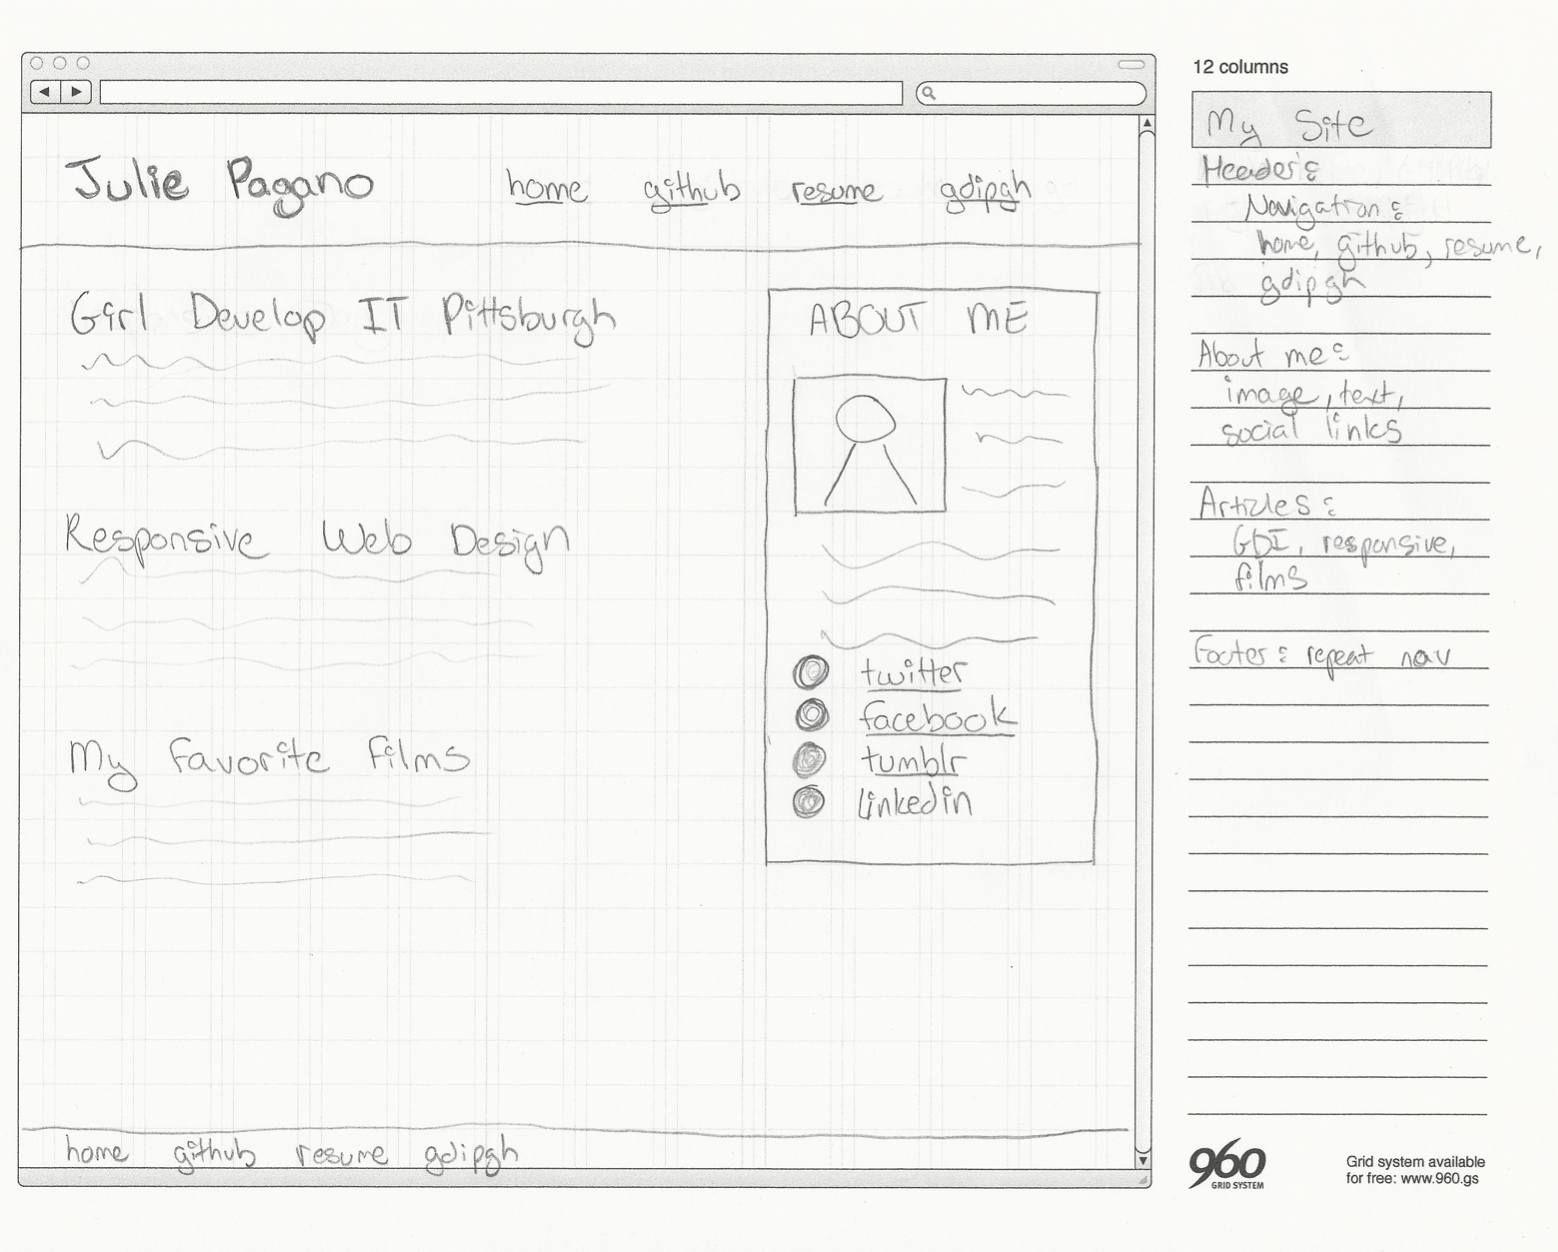 12 columns
Julie Pagano
home github resume gdipgh
Girl Develop IT Pittsburgh
Responsive Web Design
My favorite films
ABOUT ME
twitter
facebook
tumblr
linkedin
home github resume gdipgh
My Site
Header:
Navigation:
home, github, resume,
gdipgh
About me:
image, text,
social links
Articles:
GDI, responsive,
films
Footer: repeat nav
960
GRID SYSTEM
Grid system available
for free: www.960.gs